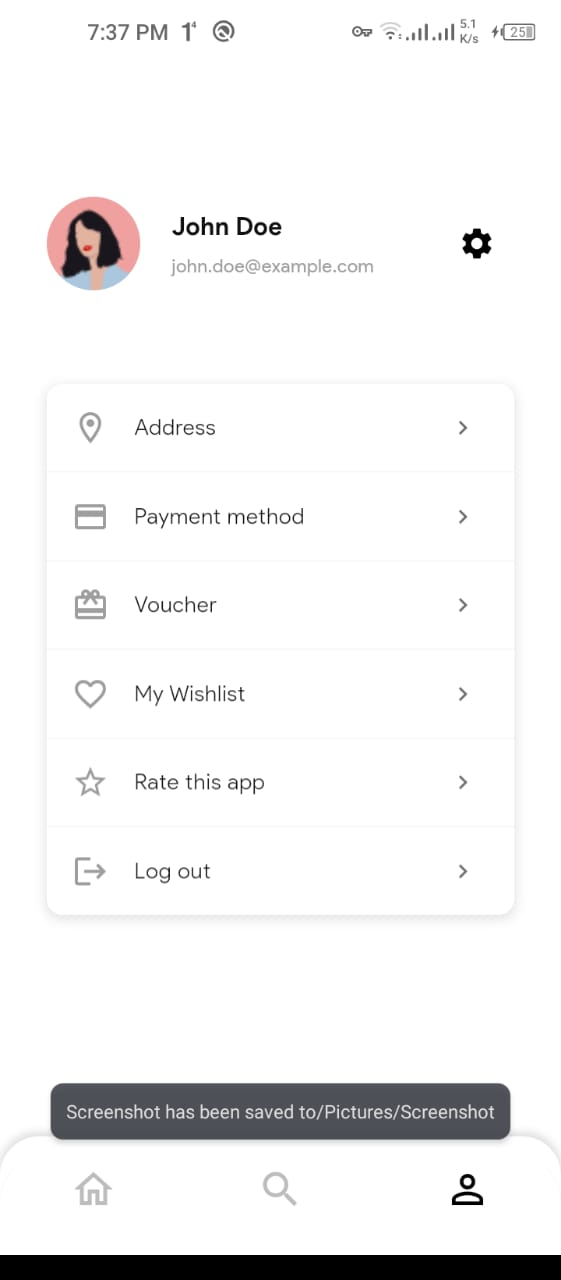 7:37 PM
5.1
K/s
25
John Doe
john.doe@example.com
Address
Payment method
Voucher
My Wishlist
Rate this app
Log out
Screenshot has been saved to/Pictures/Screenshot